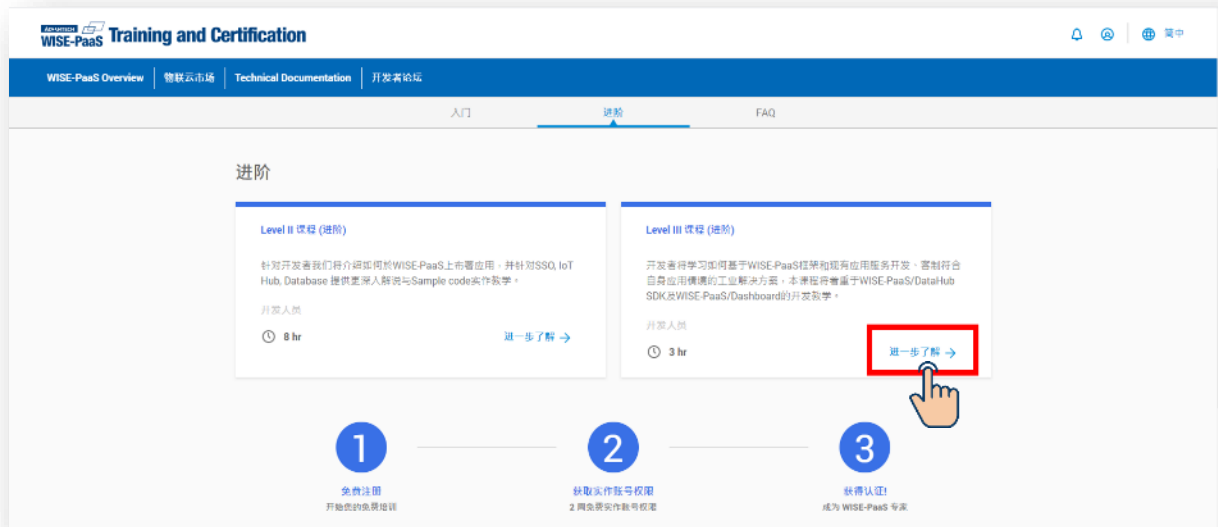 ADVANTECH
WISE-PaaS Training and Certification
简中
WISE-PaaS Overview 物联云市场 Technical Documentation 开发者论坛
入门 进阶 FAQ
进阶
Level II 课程 (进阶)
针对开发者我们将介绍如何於WISE-PaaS上布署应用，并针对SSO, IoT
Hub, Database 提供更深入解说与Sample code实作教学。
开发人员
8 hr
进一步了解
Level III 课程 (进阶)
开发者将学习如何基于WISE-PaaS框架和现有应用服务开发、客制符合
自身应用情境的工业解决方案，本课程将着重于WISE-PaaS/DataHub
SDK及WISE-PaaS/Dashboard的开发教学。
开发人员
3 hr
进一步了解
1
免费注册
开始您的免费培训
2
获取实作账号权限
2 周免费实作账号权限
3
获得认证!
成为 WISE-PaaS 专家